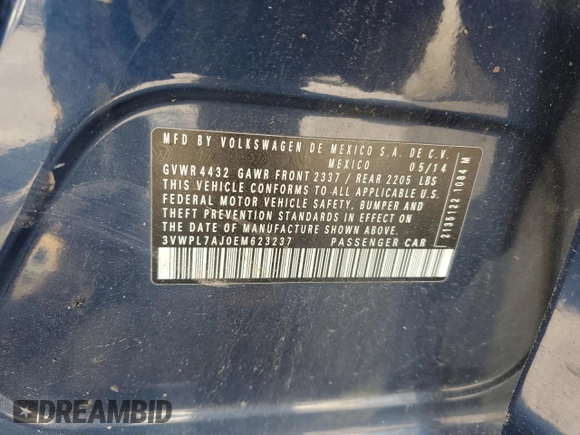 MFD BY VOLKSWAGEN DE MEXICO S.A. DE C.V.
MEXICO 05/14
GVWR 4432 GAWR FRONT 2337 / REAR 2205 LBS
THIS VEHICLE CONFORMS TO ALL APPLICABLE U.S.
FEDERAL MOTOR VEHICLE SAFETY, BUMPER AND
THEFT PREVENTION STANDARDS IN EFFECT ON
THE DATE OF MANUFACTURE SHOWN ABOVE.
3VWPL7AJ0EM623237 PASSENGER CAR
2135122 1004 M
DREAMBID